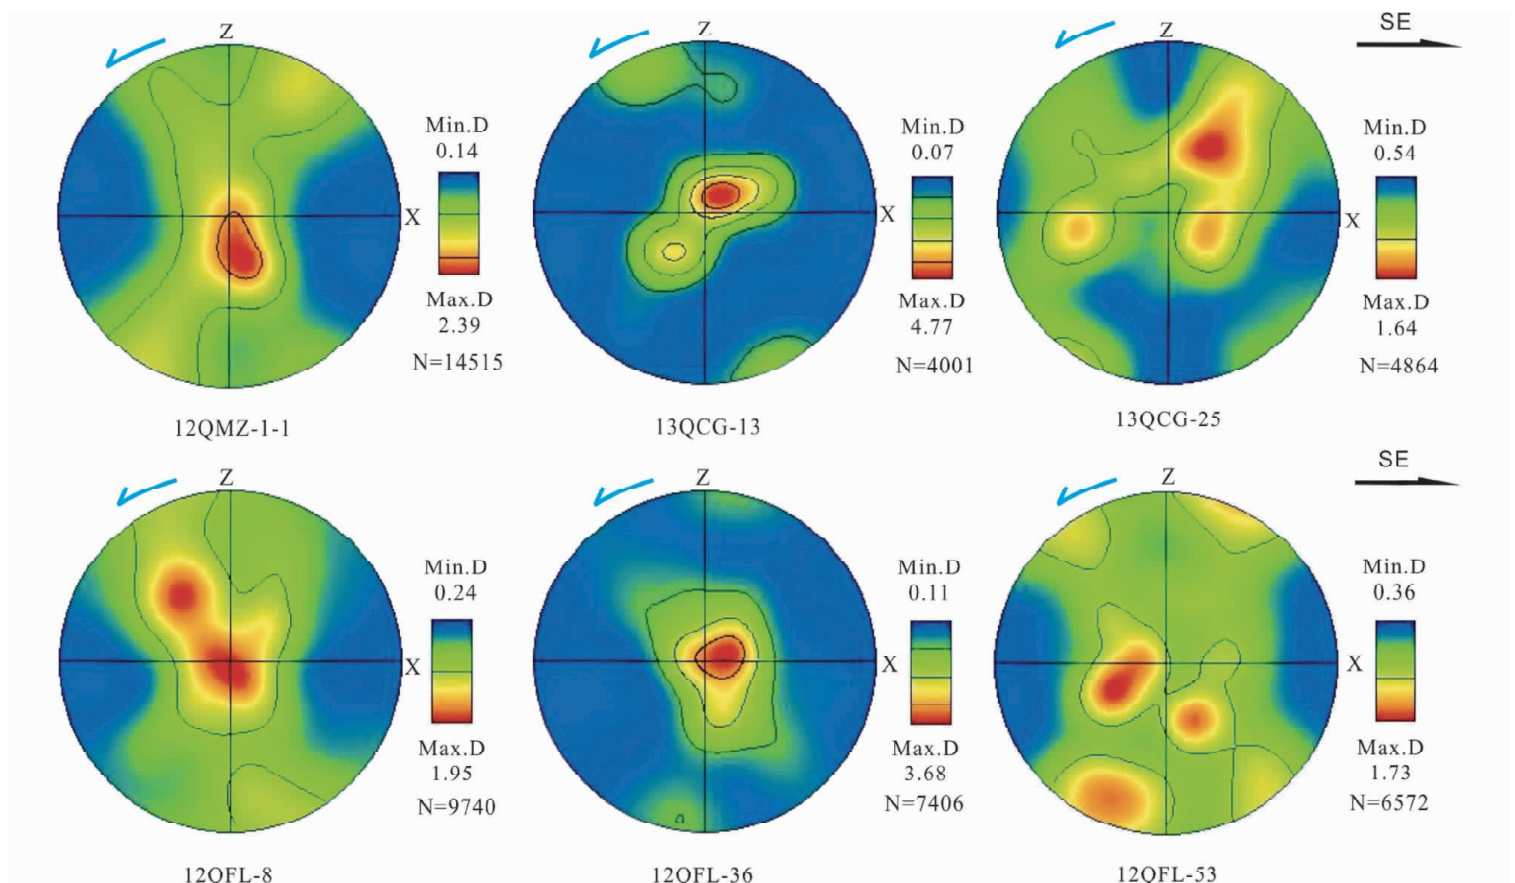 Z
X
Min.D
0.14
Max.D
2.39
N=14515
12QMZ-1-1
Z
X
Min.D
0.07
Max.D
4.77
N=4001
13QCG-13
Z
X
Min.D
0.54
Max.D
1.64
N=4864
13QCG-25
SE
Z
X
Min.D
0.24
Max.D
1.95
N=9740
12QFL-8
Z
X
Min.D
0.11
Max.D
3.68
N=7406
12QFL-36
Z
X
Min.D
0.36
Max.D
1.73
N=6572
12QFL-53
SE